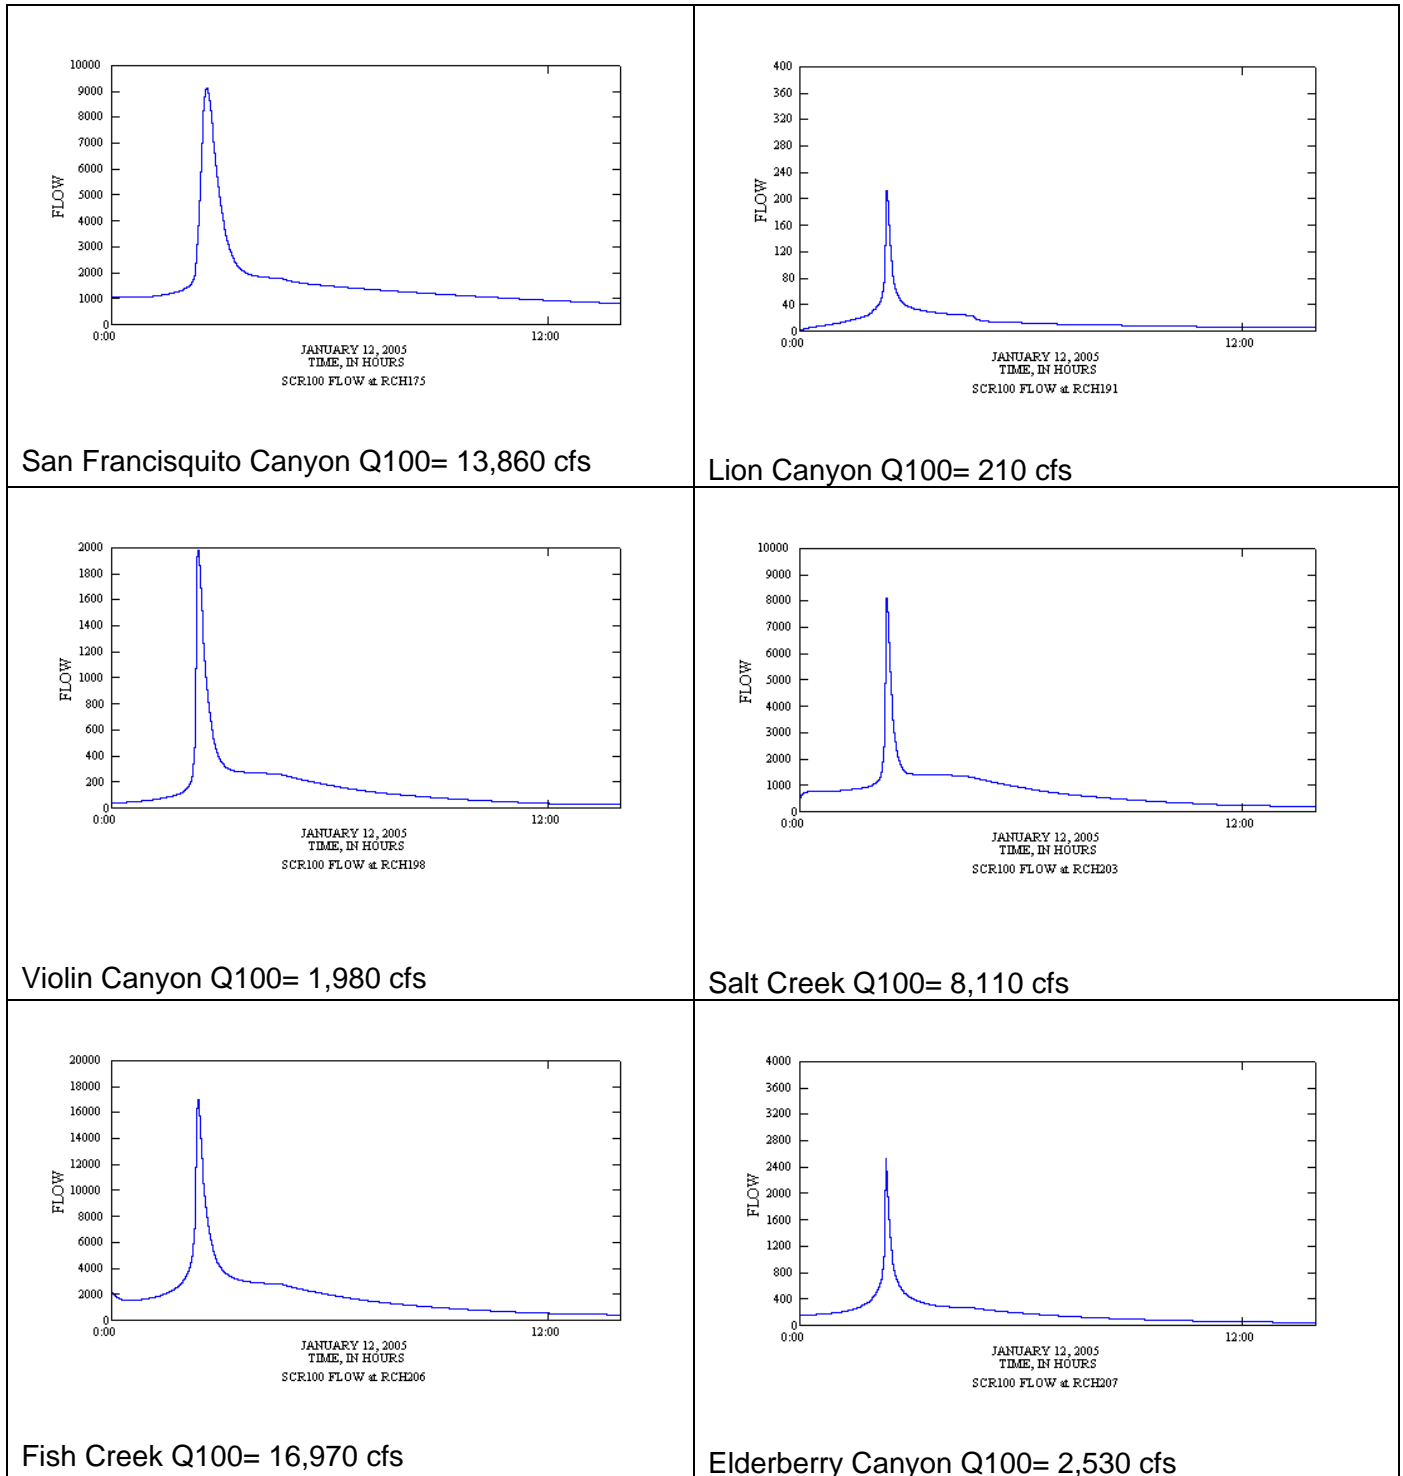 10000
9000
8000
7000
6000
5000
4000
3000
2000
1000
0
FLOW
0:00
12:00
JANUARY 12, 2005
TIME, IN HOURS
SCR100 FLOW at RCH175
San Francisquito Canyon Q100= 13,860 cfs
400
360
320
280
240
200
160
120
80
40
0
FLOW
0:00
12:00
JANUARY 12, 2005
TIME, IN HOURS
SCR100 FLOW at RCH191
Lion Canyon Q100= 210 cfs
2000
1800
1600
1400
1200
1000
800
600
400
200
0
FLOW
0:00
12:00
JANUARY 12, 2005
TIME, IN HOURS
SCR100 FLOW at RCH198
Violin Canyon Q100= 1,980 cfs
10000
9000
8000
7000
6000
5000
4000
3000
2000
1000
0
FLOW
0:00
12:00
JANUARY 12, 2005
TIME, IN HOURS
SCR100 FLOW at RCH203
Salt Creek Q100= 8,110 cfs
20000
18000
16000
14000
12000
10000
8000
6000
4000
2000
0
FLOW
0:00
12:00
JANUARY 12, 2005
TIME, IN HOURS
SCR100 FLOW at RCH206
Fish Creek Q100= 16,970 cfs
4000
3600
3200
2800
2400
2000
1600
1200
800
400
0
FLOW
0:00
12:00
JANUARY 12, 2005
TIME, IN HOURS
SCR100 FLOW at RCH207
Elderberry Canyon Q100= 2,530 cfs